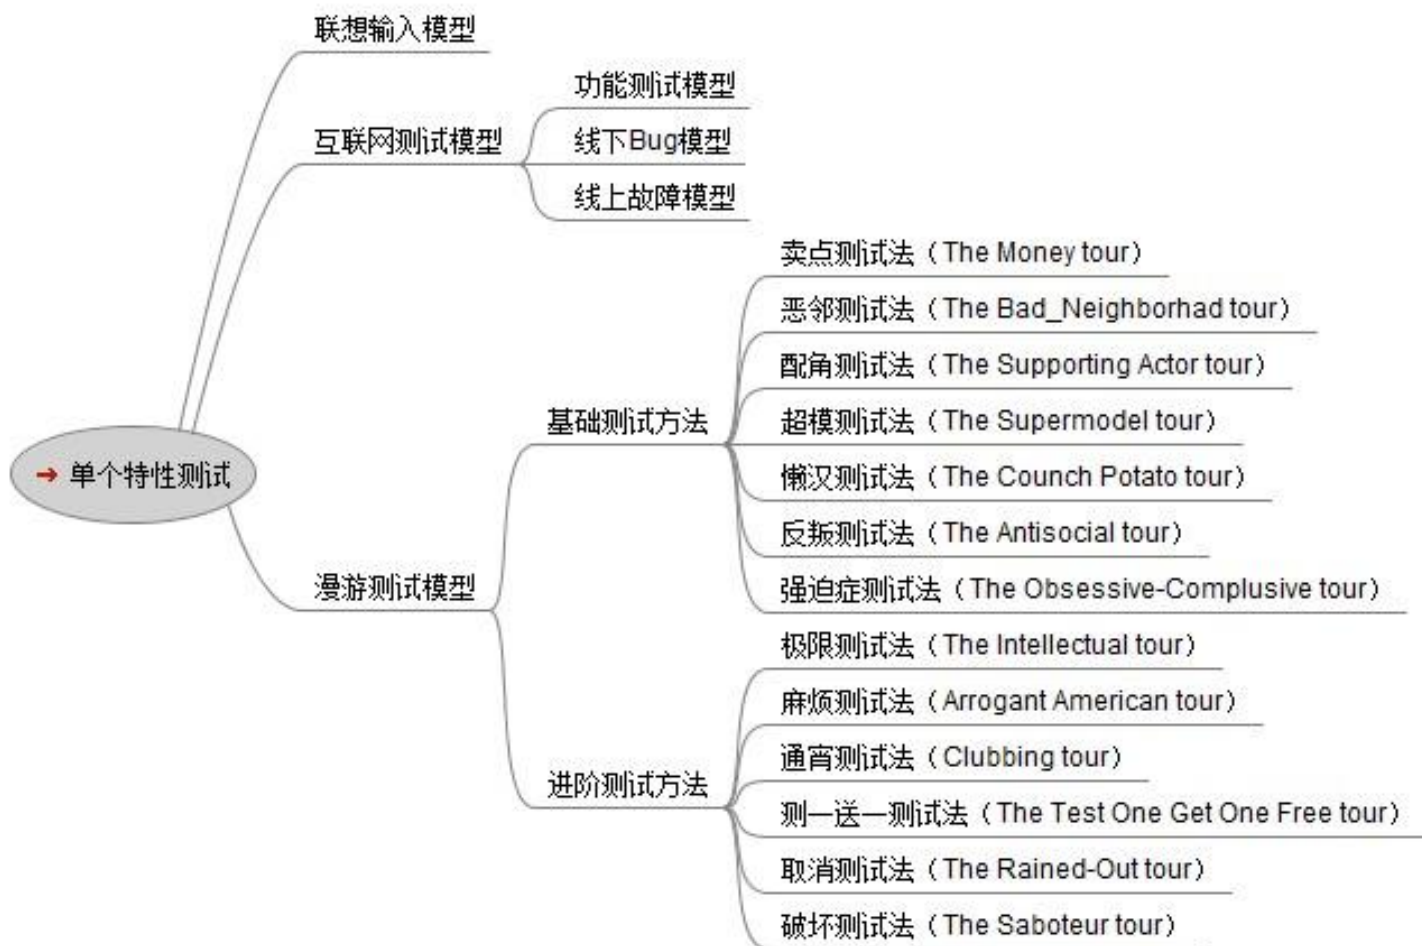 联想输入模型
互联网测试模型
功能测试模型
线下Bug模型
线上故障模型
单个特性测试
漫游测试模型
基础测试方法
卖点测试法（The Money tour）
恶邻测试法（The Bad_Neighborhad tour）
配角测试法（The Supporting Actor tour）
超模测试法（The Supermodel tour）
懒汉测试法（The Counch Potato tour）
反叛测试法（The Antisocial tour）
强迫症测试法（The Obsessive-Complusive tour）
进阶测试方法
极限测试法（The Intellectual tour）
麻烦测试法（Arrogant American tour）
通宵测试法（Clubbing tour）
测一送一测试法（The Test One Get One Free tour）
取消测试法（The Rained-Out tour）
破坏测试法（The Saboteur tour）